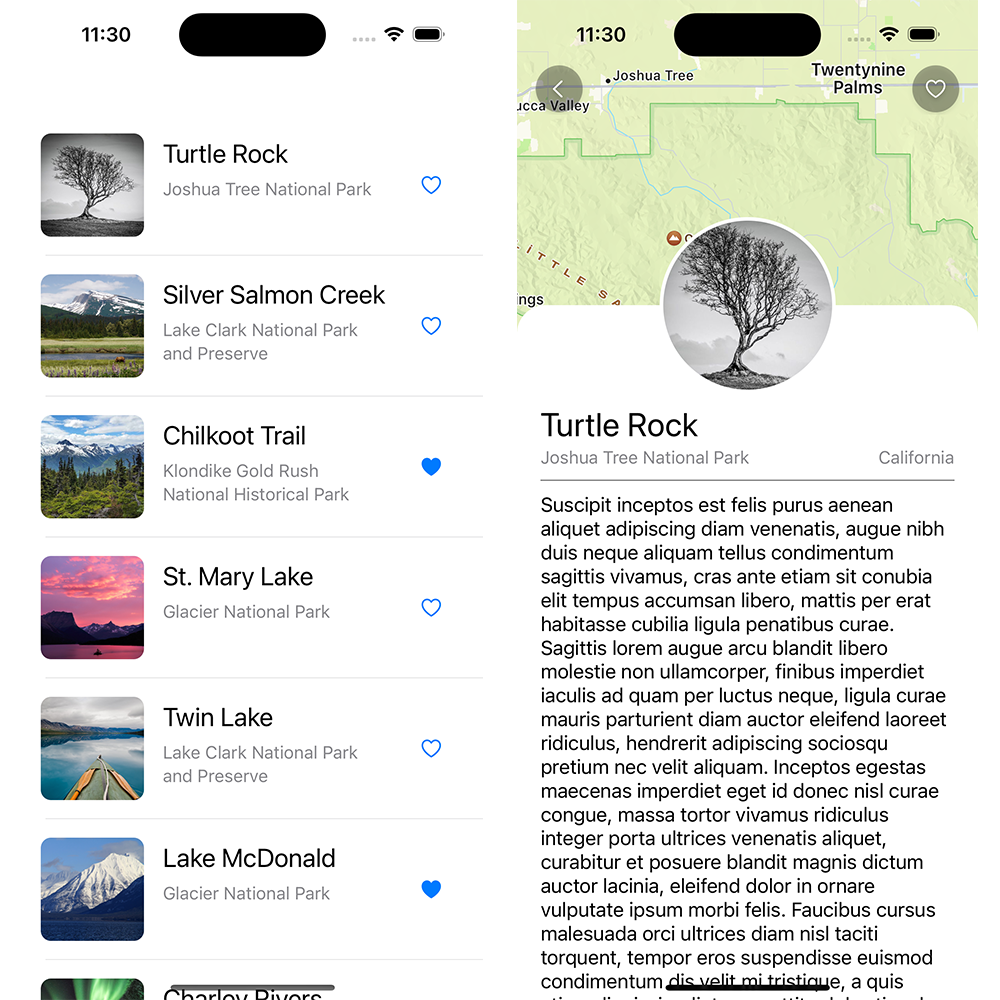 11:30
Turtle Rock
Joshua Tree National Park
Silver Salmon Creek
Lake Clark National Park
and Preserve
Chilkoot Trail
Klondike Gold Rush
National Historical Park
St. Mary Lake
Glacier National Park
Twin Lake
Lake Clark National Park
and Preserve
Lake McDonald
Glacier National Park
Charley Rivers
11:30
Joshua Tree
Twentynine
Palms
ucca Valley
ITTLE SA
ngs
Turtle Rock
Joshua Tree National Park California
Suscipit inceptos est felis purus aenean
aliquet adipiscing diam venenatis, augue nibh
duis neque aliquam tellus condimentum
sagittis vivamus, cras ante etiam sit conubia
elit tempus accumsan libero, mattis per erat
habitasse cubilia ligula penatibus curae.
Sagittis lorem augue arcu blandit libero
molestie non ullamcorper, finibus imperdiet
iaculis ad quam per luctus neque, ligula curae
mauris parturient diam auctor eleifend laoreet
ridiculus, hendrerit adipiscing sociosqu
pretium nec velit aliquam. Inceptos egestas
maecenas imperdiet eget id donec nisl curae
congue, massa tortor vivamus ridiculus
integer porta ultrices venenatis aliquet,
curabitur et posuere blandit magnis dictum
auctor lacinia, eleifend dolor in ornare
vulputate ipsum morbi felis. Faucibus cursus
malesuada orci ultrices diam nisl taciti
torquent, tempor eros suspendisse euismod
condimentum dis velit mi tristique, a quis